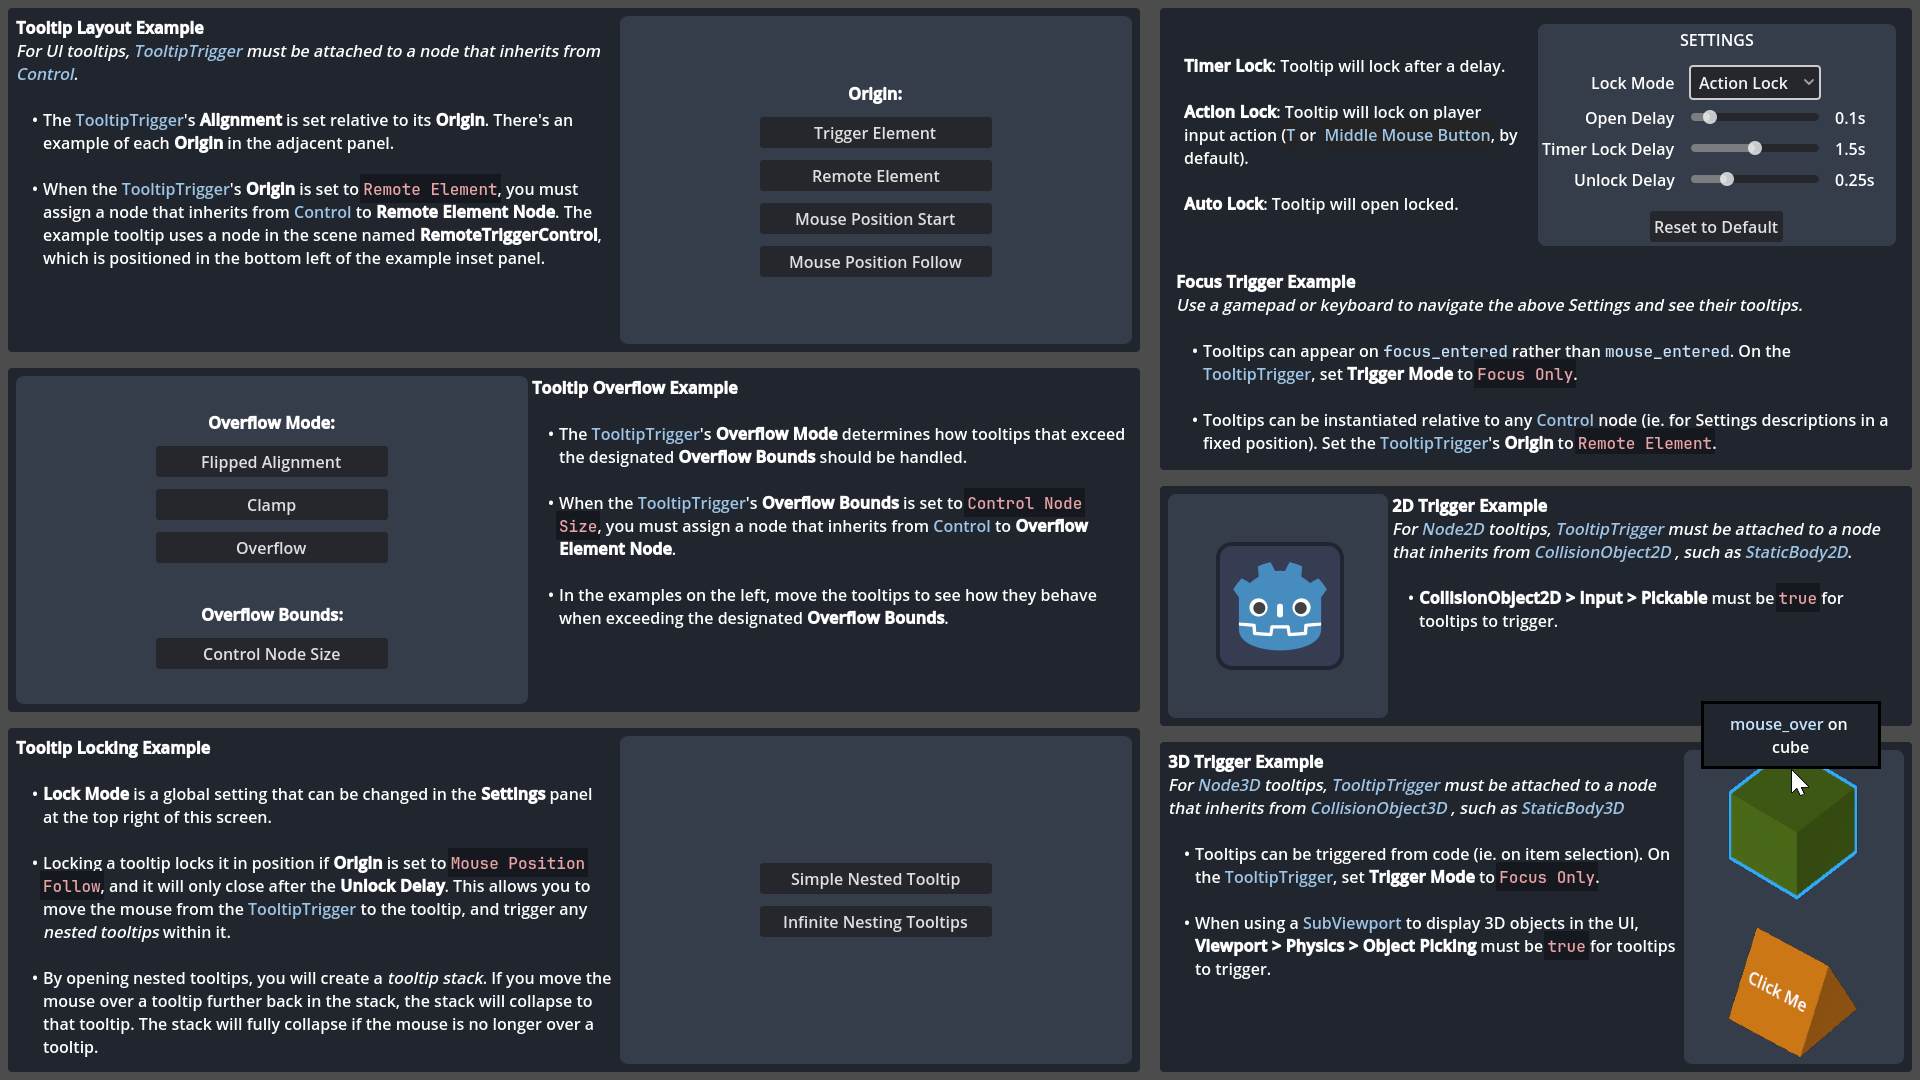 Tooltip Layout Example
For UI tooltips, TooltipTrigger must be attached to a node that inherits from
Control.
• The TooltipTrigger's Alignment is set relative to its Origin. There's an
example of each Origin in the adjacent panel.
• When the TooltipTrigger's Origin is set to Remote Element, you must
assign a node that inherits from Control to Remote Element Node. The
example tooltip uses a node in the scene named RemoteTriggerControl,
which is positioned in the bottom left of the example inset panel.
Origin:
Trigger Element
Remote Element
Mouse Position Start
Mouse Position Follow
Overflow Mode:
Flipped Alignment
Clamp
Overflow
Overflow Bounds:
Control Node Size
Tooltip Overflow Example
• The TooltipTrigger's Overflow Mode determines how tooltips that exceed
the designated Overflow Bounds should be handled.
• When the TooltipTrigger's Overflow Bounds is set to Control Node
Size, you must assign a node that inherits from Control to Overflow
Element Node.
• In the examples on the left, move the tooltips to see how they behave
when exceeding the designated Overflow Bounds.
Tooltip Locking Example
• Lock Mode is a global setting that can be changed in the Settings panel
at the top right of this screen.
• Locking a tooltip locks it in position if Origin is set to Mouse Position
Follow, and it will only close after the Unlock Delay. This allows you to
move the mouse from the TooltipTrigger to the tooltip, and trigger any
nested tooltips within it.
• By opening nested tooltips, you will create a tooltip stack. If you move the
mouse over a tooltip further back in the stack, the stack will collapse to
that tooltip. The stack will fully collapse if the mouse is no longer over a
tooltip.
Simple Nested Tooltip
Infinite Nesting Tooltips
Timer Lock: Tooltip will lock after a delay.
Action Lock: Tooltip will lock on player
input action (T or Middle Mouse Button, by
default).
Auto Lock: Tooltip will open locked.
SETTINGS
Lock Mode Action Lock
Open Delay 0.1s
Timer Lock Delay 1.5s
Unlock Delay 0.25s
Reset to Default
Focus Trigger Example
Use a gamepad or keyboard to navigate the above Settings and see their tooltips.
• Tooltips can appear on focus_entered rather than mouse_entered. On the
TooltipTrigger, set Trigger Mode to Focus Only.
• Tooltips can be instantiated relative to any Control node (ie. for Settings descriptions in a
fixed position). Set the TooltipTrigger's Origin to Remote Element.
2D Trigger Example
For Node2D tooltips, TooltipTrigger must be attached to a node
that inherits from CollisionObject2D , such as StaticBody2D.
• CollisionObject2D > Input > Pickable must be true for
tooltips to trigger.
mouse_over on
cube
3D Trigger Example
For Node3D tooltips, TooltipTrigger must be attached to a node
that inherits from CollisionObject3D , such as StaticBody3D
• Tooltips can be triggered from code (ie. on item selection). On
the TooltipTrigger, set Trigger Mode to Focus Only.
• When using a SubViewport to display 3D objects in the UI,
Viewport > Physics > Object Picking must be true for tooltips
to trigger.
Click Me